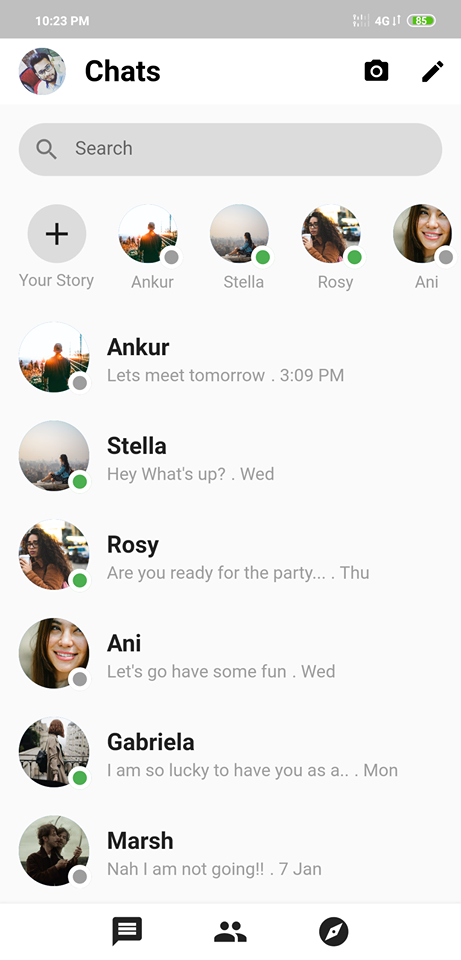 10:23 PM 4G 85
Chats
Search
Your Story Ankur Stella Rosy Ani
Ankur
Lets meet tomorrow . 3:09 PM
Stella
Hey What's up? . Wed
Rosy
Are you ready for the party... . Thu
Ani
Let's go have some fun . Wed
Gabriela
I am so lucky to have you as a.. . Mon
Marsh
Nah I am not going!! . 7 Jan